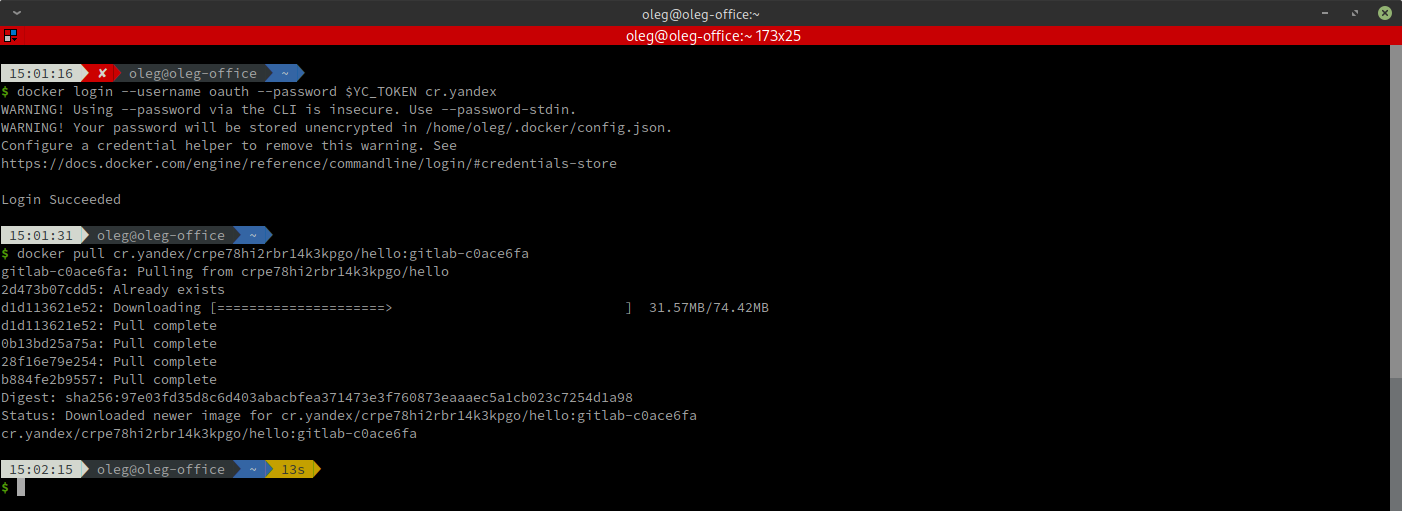 oleg@oleg-office:~
oleg@oleg-office:~ 173x25
15:01:16 ✘ oleg@oleg-office ~
$ docker login --username oauth --password $YC_TOKEN cr.yandex
WARNING! Using --password via the CLI is insecure. Use --password-stdin.
WARNING! Your password will be stored unencrypted in /home/oleg/.docker/config.json.
Configure a credential helper to remove this warning. See
https://docs.docker.com/engine/reference/commandline/login/#credentials-store
Login Succeeded
15:01:31 oleg@oleg-office ~
$ docker pull cr.yandex/crpe78hi2rbr14k3kpgo/hello:gitlab-c0ace6fa
gitlab-c0ace6fa: Pulling from crpe78hi2rbr14k3kpgo/hello
2d473b07cdd5: Already exists
d1d113621e52: Downloading [=====================>                             ]  31.57MB/74.42MB
d1d113621e52: Pull complete
0b13bd25a75a: Pull complete
28f16e79e254: Pull complete
b884fe2b9557: Pull complete
Digest: sha256:97e03fd35d8c6d403abacbfea371473e3f760873eaaaec5a1cb023c7254d1a98
Status: Downloaded newer image for cr.yandex/crpe78hi2rbr14k3kpgo/hello:gitlab-c0ace6fa
cr.yandex/crpe78hi2rbr14k3kpgo/hello:gitlab-c0ace6fa
15:02:15 oleg@oleg-office ~ 13s
$